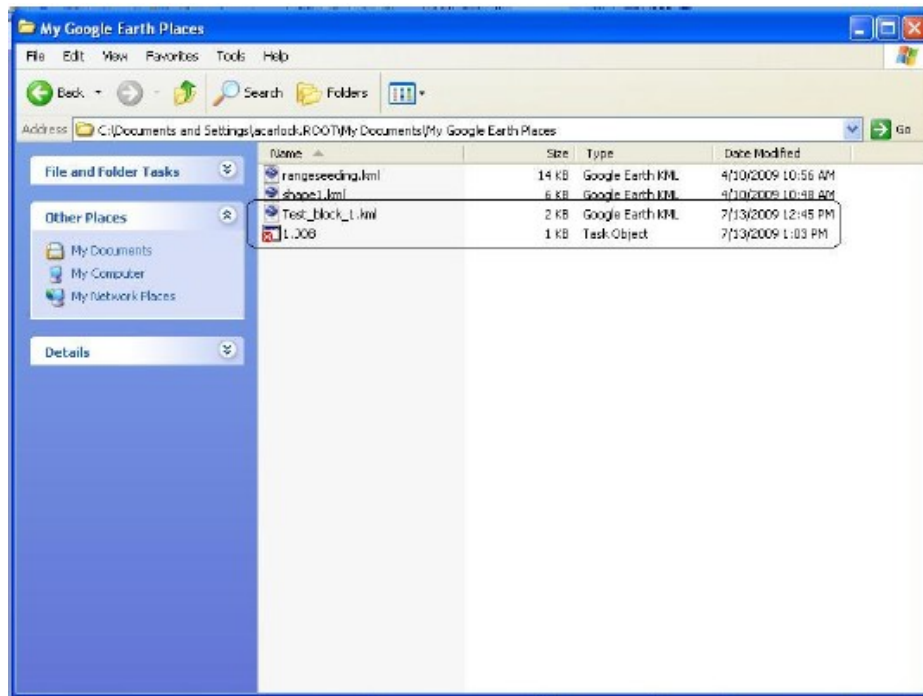 My Google Earth Places
File Edit View Favorites Tools Help
Back Search Folders
Address C:\Documents and Settings\acarlock.ROOT\My Documents\My Google Earth Places Go
Name Size Type Date Modified
File and Folder Tasks
Other Places
My Documents
My Computer
My Network Places
Details
rangeseeding.kml 14 KB Google Earth KML 4/10/2009 10:56 AM
shape1.kml 6 KB Google Earth KML 4/10/2009 10:48 AM
Test_block_1.kml 2 KB Google Earth KML 7/13/2009 12:45 PM
1.JOB 1 KB Task Object 7/13/2009 1:03 PM